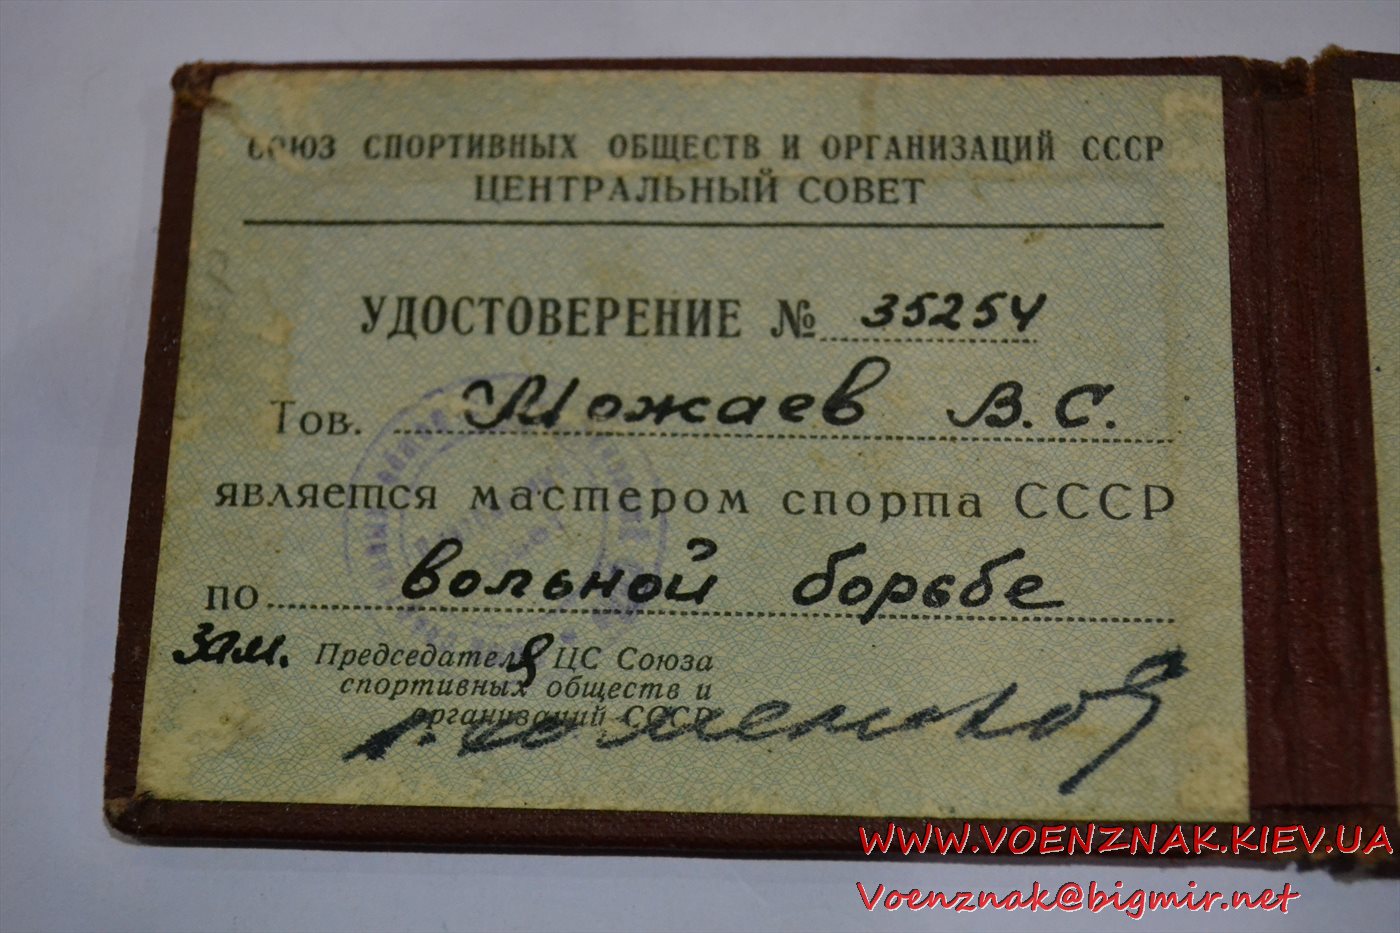 СОЮЗ СПОРТИВНЫХ ОБЩЕСТВ И ОРГАНИЗАЦИЙ СССР
ЦЕНТРАЛЬНЫЙ СОВЕТ
УДОСТОВЕРЕНИЕ № 35254
Тов. Можаев В.С.
является мастером спорта СССР
по вольной борьбе
Зам. Председателя ЦС Союза
спортивных обществ и
организаций СССР
WWW.VOENZNAK.KIEV.UA
Voenznak@bigmir.net